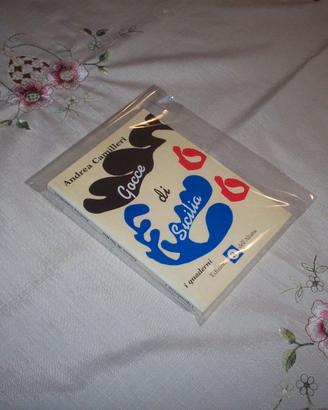 Andrea Camilleri
Gocce
di
Sicilia
i quaderni
Edizioni dell'Altana